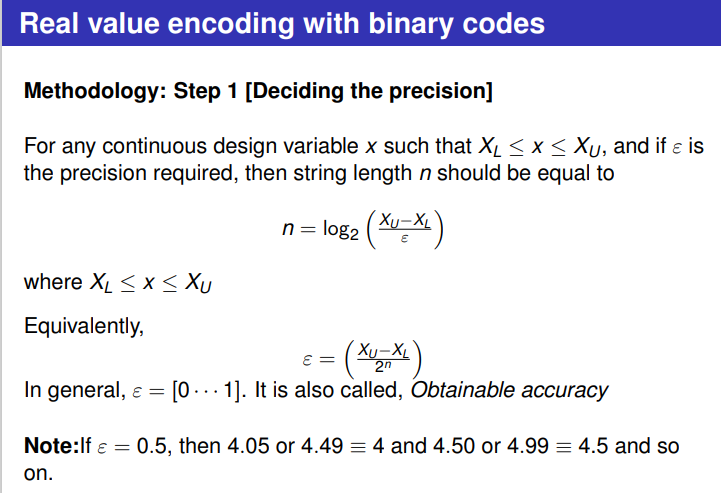 Real value encoding with binary codes
Methodology: Step 1 [Deciding the precision]
For any continuous design variable x such that X_L ≤ x ≤ X_U, and if ε is
the precision required, then string length n should be equal to
n = log₂ ( (X_U−X_L) / ε )
where X_L ≤ x ≤ X_U
Equivalently,
ε = ( (X_U−X_L) / 2ⁿ )
In general, ε = [0 ⋯ 1]. It is also called, Obtainable accuracy
Note:If ε = 0.5, then 4.05 or 4.49 ≡ 4 and 4.50 or 4.99 ≡ 4.5 and so
on.